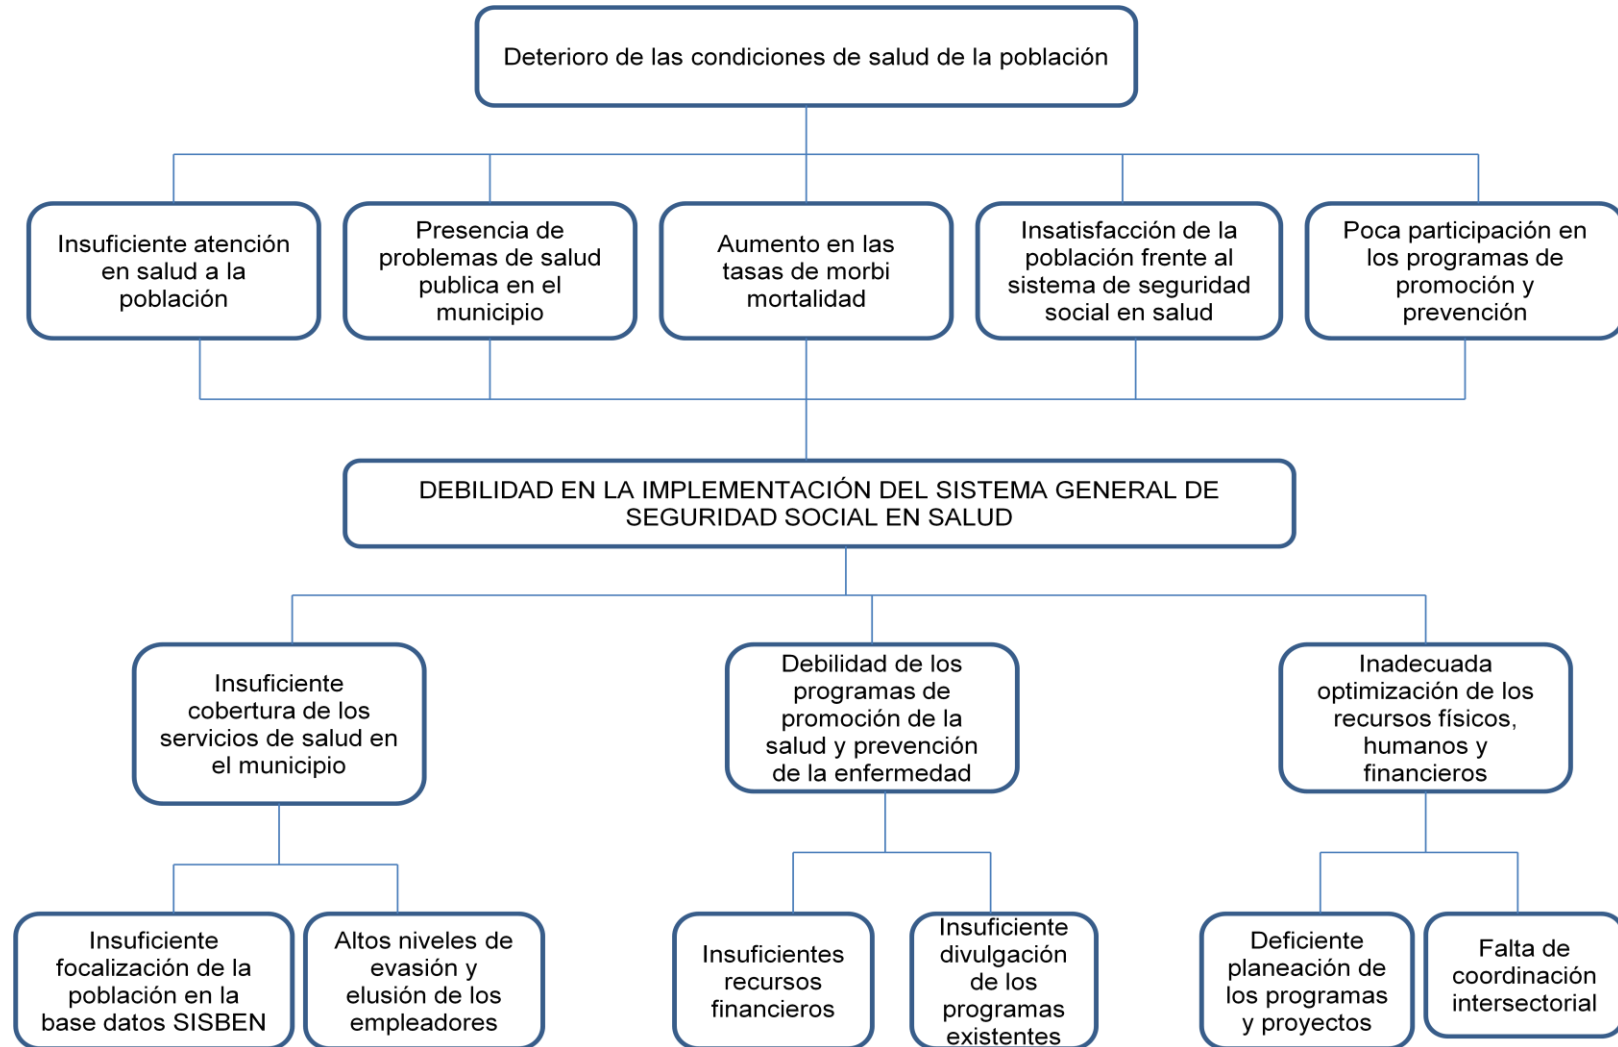 Deterioro de las condiciones de salud de la población
Insuficiente atención
en salud a la
población
Presencia de
problemas de salud
publica en el
municipio
Aumento en las
tasas de morbi
mortalidad
Insatisfacción de la
población frente al
sistema de seguridad
social en salud
Poca participación en
los programas de
promoción y
prevención
DEBILIDAD EN LA IMPLEMENTACIÓN DEL SISTEMA GENERAL DE
SEGURIDAD SOCIAL EN SALUD
Insuficiente
cobertura de los
servicios de salud en
el municipio
Debilidad de los
programas de
promoción de la
salud y prevención
de la enfermedad
Inadecuada
optimización de los
recursos físicos,
humanos y
financieros
Insuficiente
focalización de la
población en la
base datos SISBEN
Altos niveles de
evasión y
elusión de los
empleadores
Insuficientes
recursos
financieros
Insuficiente
divulgación
de los
programas
existentes
Deficiente
planeación de
los programas
y proyectos
Falta de
coordinación
intersectorial